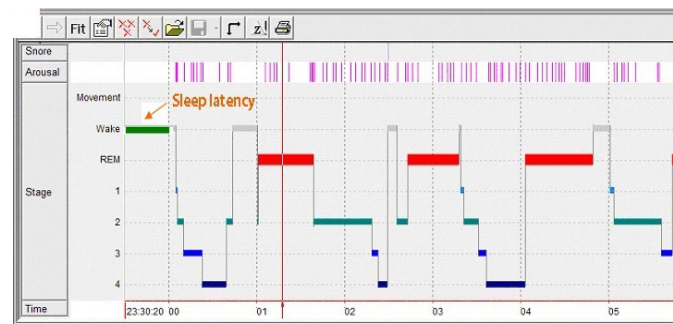 Fit z!
Snore
Arousal
Movement
Sleep latency
Wake
REM
Stage
1
2
3
4
Time 23:30:20 00 01 02 03 04 05